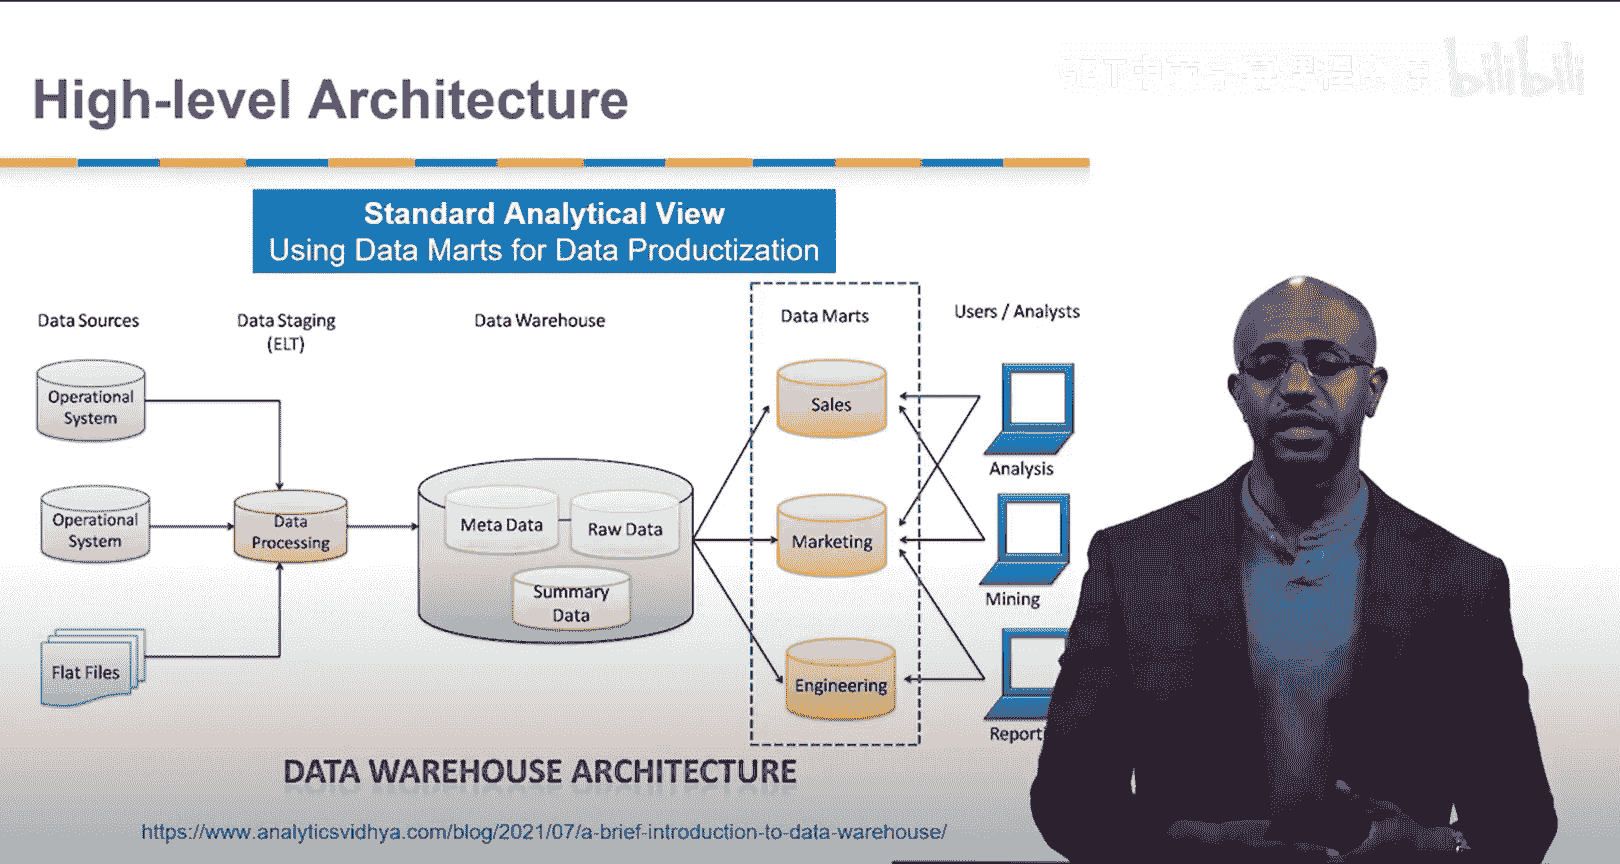 High-level Architecture
bilibili
Standard Analytical View
Using Data Marts for Data Productization
Data Sources
Data Staging
(ELT)
Data Warehouse
Data Marts
Users / Analysts
Operational
System
Operational
System
Flat Files
Data
Processing
Meta Data
Raw Data
Summary
Data
Sales
Marketing
Engineering
Analysis
Mining
Reporti
DATA WAREHOUSE ARCHITECTURE
https://www.analyticsvidhya.com/blog/2021/07/a-brief-introduction-to-data-warehouse/